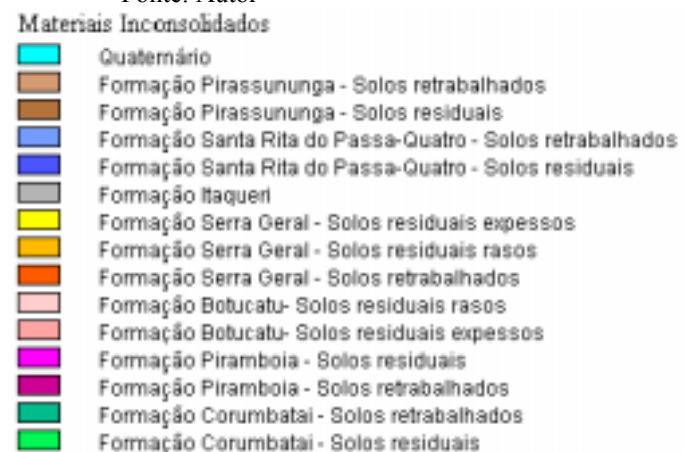 Fonte: Autor
Materiais Inconsolidados
Quaternário
Formação Pirassununga - Solos retrabalhados
Formação Pirassununga - Solos residuais
Formação Santa Rita do Passa-Quatro - Solos retrabalhados
Formação Santa Rita do Passa-Quatro - Solos residuais
Formação Itaqueri
Formação Serra Geral - Solos residuais expessos
Formação Serra Geral - Solos residuais rasos
Formação Serra Geral - Solos retrabalhados
Formação Botucatu- Solos residuais rasos
Formação Botucatu- Solos residuais expessos
Formação Piramboia - Solos residuais
Formação Piramboia - Solos retrabalhados
Formação Corumbatai - Solos retrabalhados
Formação Corumbatai - Solos residuais